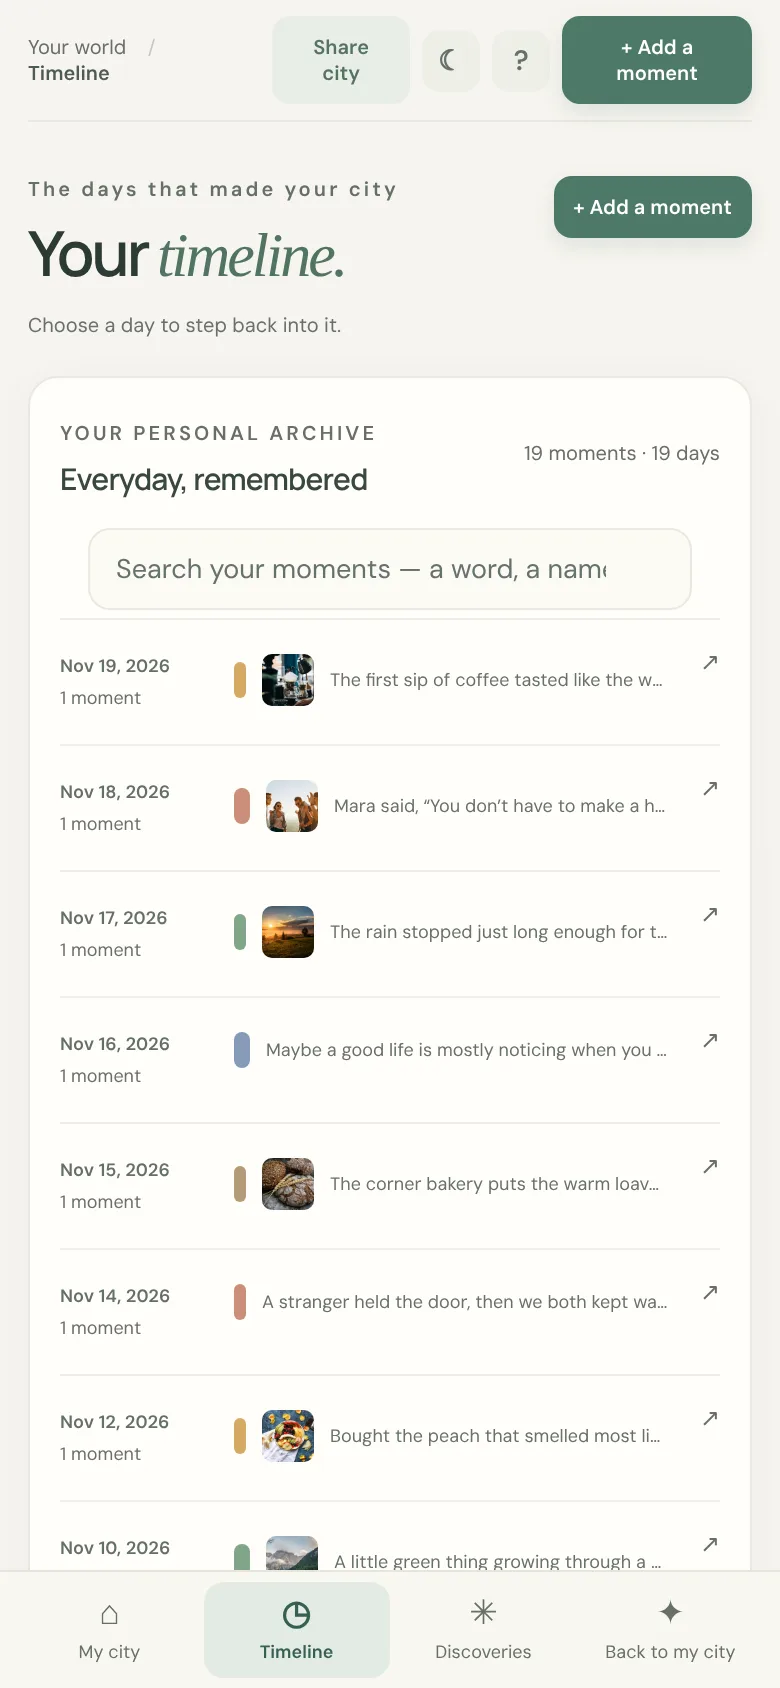 Your world /
Timeline
Share
city
?
+ Add a
moment
The days that made your city
Your timeline.
+ Add a moment
Choose a day to step back into it.
YOUR PERSONAL ARCHIVE
Everyday, remembered
19 moments · 19 days
Search your moments — a word, a name
Nov 19, 2026
1 moment
The first sip of coffee tasted like the w...
Nov 18, 2026
1 moment
Mara said, “You don’t have to make a h...
Nov 17, 2026
1 moment
The rain stopped just long enough for t...
Nov 16, 2026
1 moment
Maybe a good life is mostly noticing when you ...
Nov 15, 2026
1 moment
The corner bakery puts the warm loav...
Nov 14, 2026
1 moment
A stranger held the door, then we both kept wa...
Nov 12, 2026
1 moment
Bought the peach that smelled most li...
Nov 10, 2026
A little green thing growing through a ...
My city
Timeline
Discoveries
Back to my city